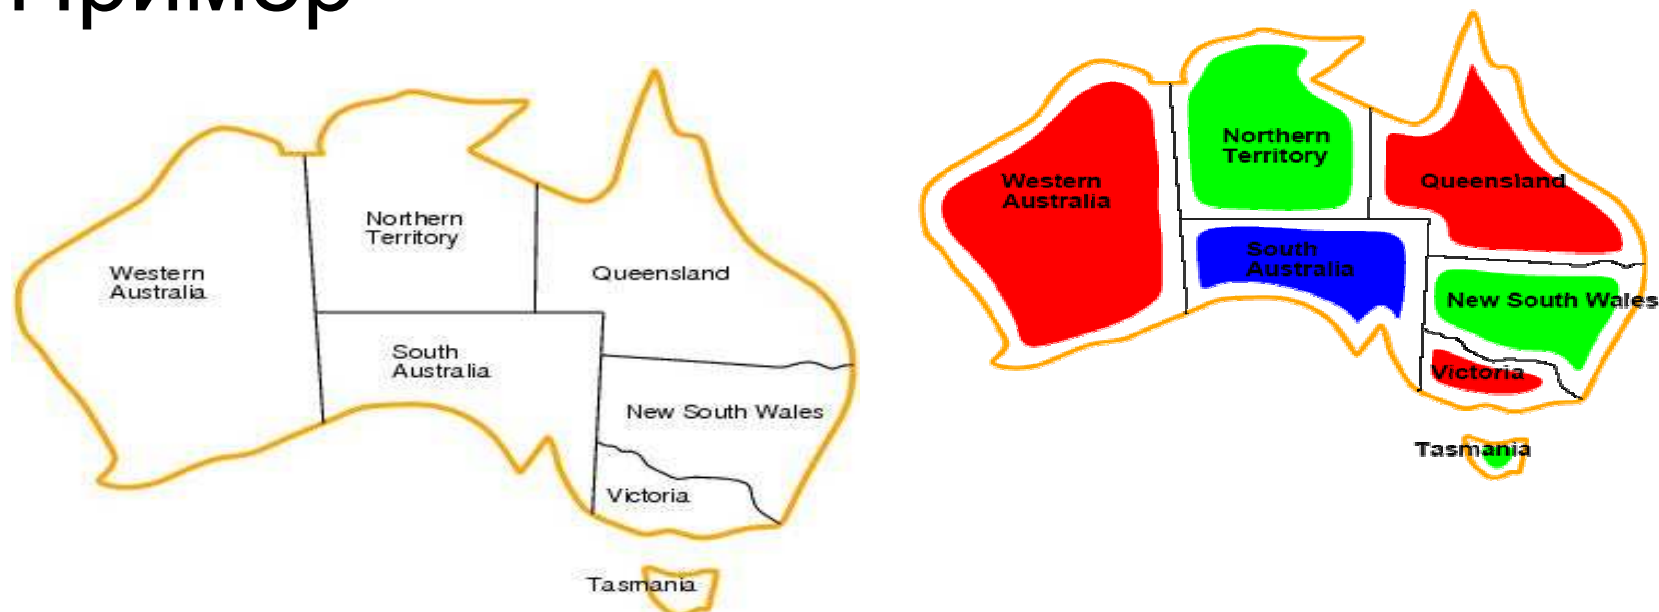 Пример
Western
Australia
Northern
Territory
South
Australia
Queensland
New South Wales
Victoria
Tasmania
Western
Australia
Northern
Territory
South
Australia
Queensland
New South Wales
Victoria
Tasmania